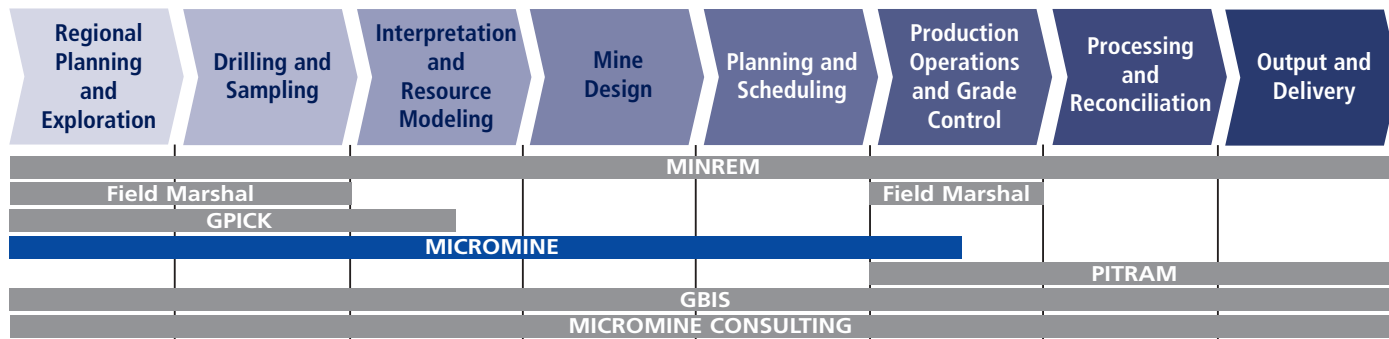 Regional
Planning
and
Exploration
Drilling and
Sampling
Interpretation
and
Resource
Modeling
Mine
Design
Planning and
Scheduling
Production
Operations
and Grade
Control
Processing
and
Reconciliation
Output and
Delivery
MINREM
Field Marshal
Field Marshal
GPICK
MICROMINE
PITRAM
GBIS
MICROMINE CONSULTING